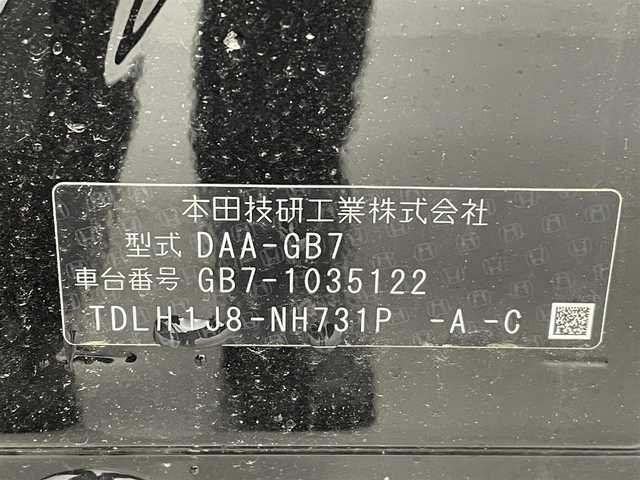 本田技研工業株式会社
型式 DAA-GB7
車台番号 GB7-1035122
TDLH1J8-NH731P -A -C